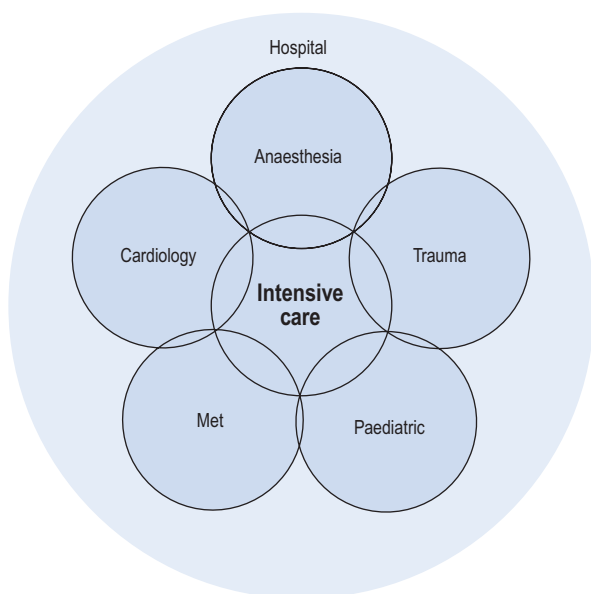 Hospital
Anaesthesia
Cardiology
Trauma
Intensive
care
Met
Paediatric